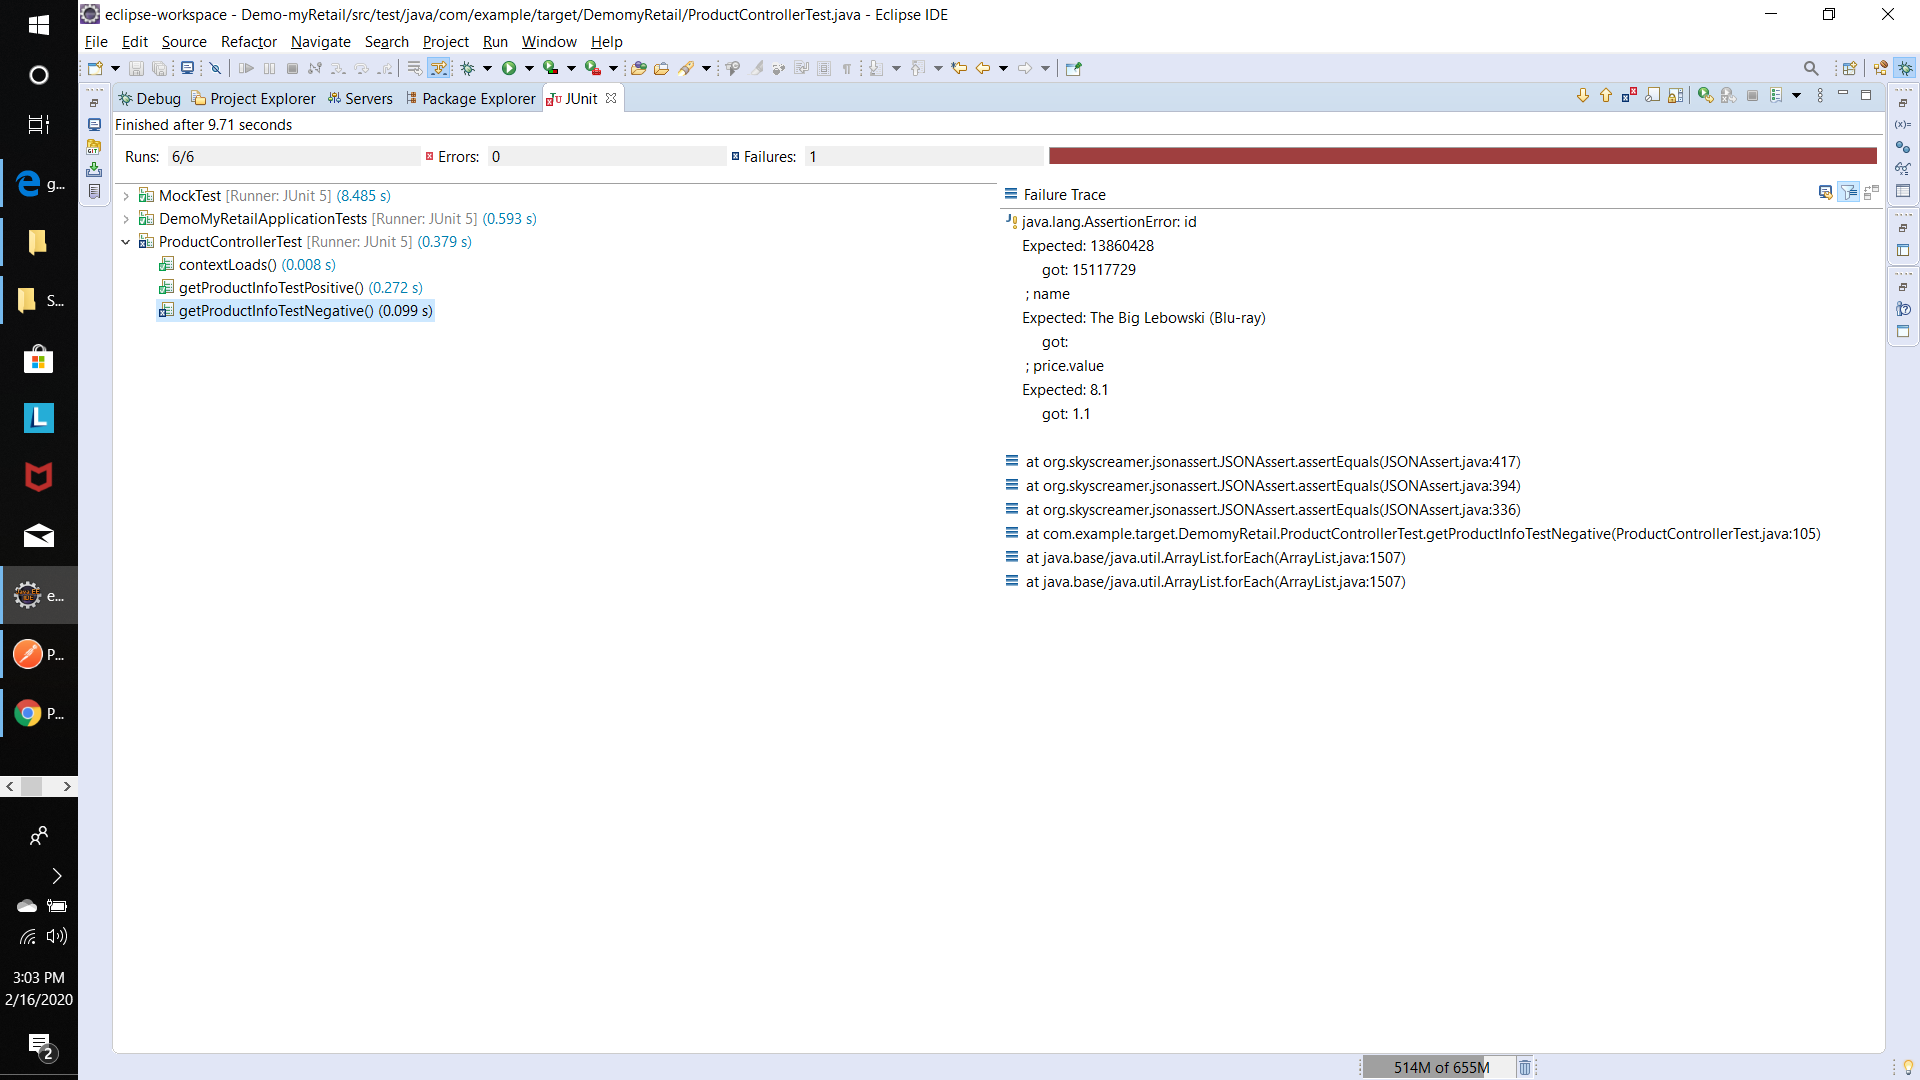 eclipse-workspace - Demo-myRetail/src/test/java/com/example/target/DemomyRetail/ProductControllerTest.java - Eclipse IDE
File Edit Source Refactor Navigate Search Project Run Window Help
Debug Project Explorer Servers Package Explorer JUnit
Finished after 9.71 seconds
Runs: 6/6 Errors: 0 Failures: 1
MockTest [Runner: JUnit 5] (8.485 s)
DemoMyRetailApplicationTests [Runner: JUnit 5] (0.593 s)
ProductControllerTest [Runner: JUnit 5] (0.379 s)
contextLoads() (0.008 s)
getProductInfoTestPositive() (0.272 s)
getProductInfoTestNegative() (0.099 s)
Failure Trace
java.lang.AssertionError: id
Expected: 13860428
got: 15117729
; name
Expected: The Big Lebowski (Blu-ray)
got:
; price.value
Expected: 8.1
got: 1.1
at org.skyscreamer.jsonassert.JSONAssert.assertEquals(JSONAssert.java:417)
at org.skyscreamer.jsonassert.JSONAssert.assertEquals(JSONAssert.java:394)
at org.skyscreamer.jsonassert.JSONAssert.assertEquals(JSONAssert.java:336)
at com.example.target.DemomyRetail.ProductControllerTest.getProductInfoTestNegative(ProductControllerTest.java:105)
at java.base/java.util.ArrayList.forEach(ArrayList.java:1507)
at java.base/java.util.ArrayList.forEach(ArrayList.java:1507)
514M of 655M
g...
S...
L
e...
P...
P...
3:03 PM
2/16/2020
2